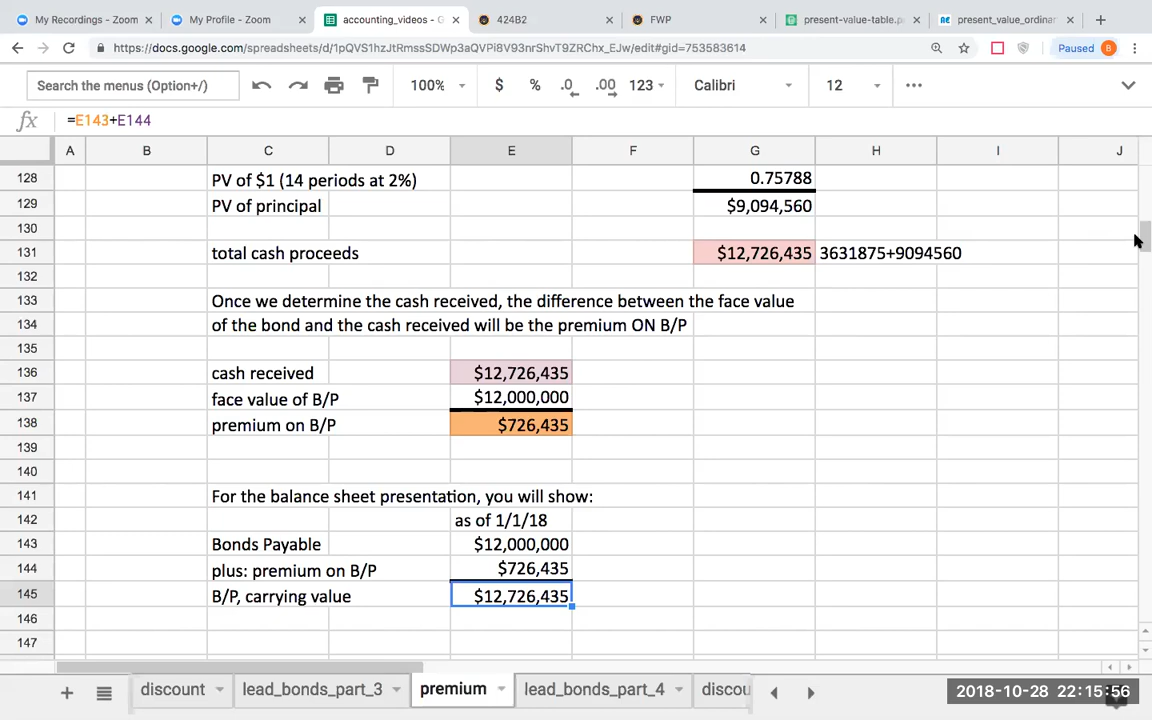 My Recordings - Zoom
My Profile - Zoom
accounting_videos - G
424B2
FWP
present-value-table.p
present_value_ordinar
https://docs.google.com/spreadsheets/d/1pQVS1hzJtRmssSDWp3aQVPi8V93nrShvT9ZRChx_EJw/edit#gid=753583614
Paused B
Search the menus (Option+/)
100%
$ % .0 .00 123
Calibri
12
fx =E143+E144
A B C D E F G H I J
128 PV of $1 (14 periods at 2%) 0.75788
129 PV of principal $9,094,560
130
131 total cash proceeds $12,726,435 3631875+9094560
132
133 Once we determine the cash received, the difference between the face value
134 of the bond and the cash received will be the premium ON B/P
135
136 cash received $12,726,435
137 face value of B/P $12,000,000
138 premium on B/P $726,435
139
140
141 For the balance sheet presentation, you will show:
142 as of 1/1/18
143 Bonds Payable $12,000,000
144 plus: premium on B/P $726,435
145 B/P, carrying value $12,726,435
146
147
discount
lead_bonds_part_3
premium
lead_bonds_part_4
discou
2018-10-28 22:15:56